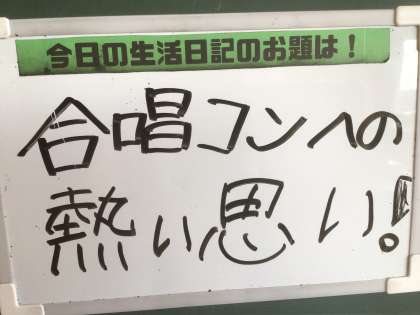 今日の生活日記のお題は！
合唱コンへの
熱い思い！